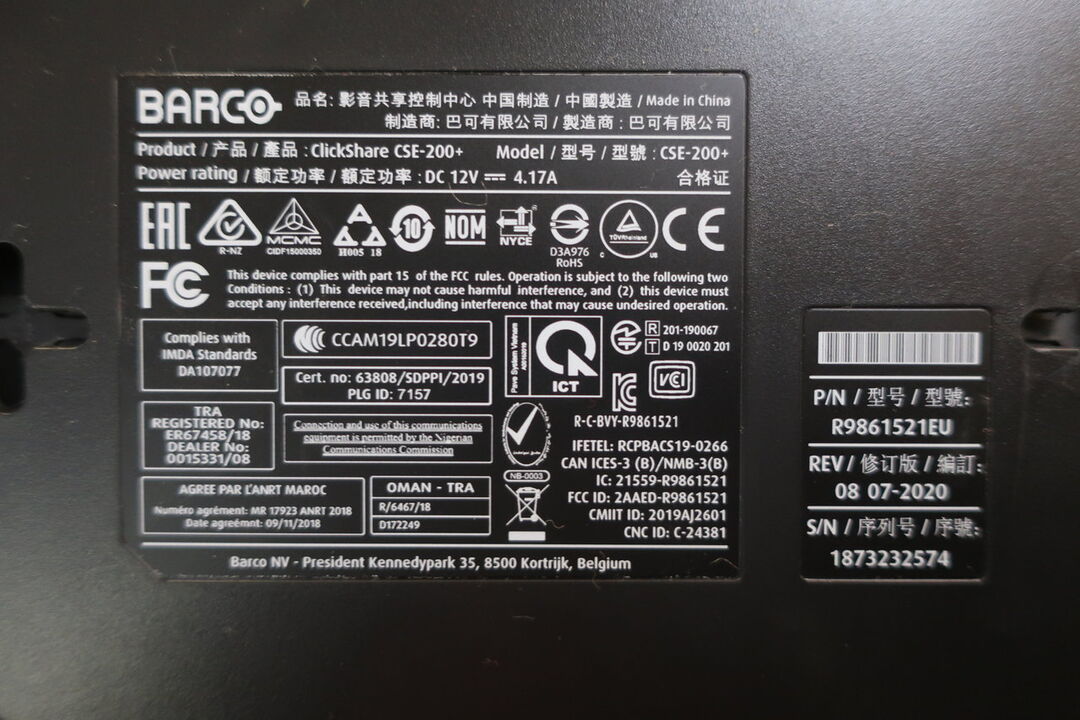 BARCO 品名: 影音共享控制中心 中国制造 / 中國製造 / Made in China
制造商: 巴可有限公司 / 製造商 : 巴可有限公司
Product / 产品 / 產品 : ClickShare CSE-200+ Model / 型号 / 型號 : CSE-200+
Power rating / 额定功率 / 額定功率 : DC 12V ⎓ 4.17A 合格证
EAC R-NZ MCMC CIDF15000350 H005 18 10 NOM NYCE D3A976 RoHS TÜVRheinland C US CE
FC This device complies with part 15 of the FCC rules. Operation is subject to the following two
Conditions : (1) This device may not cause harmful interference, and (2) this device must
accept any interference received,including interference that may cause undesired operation.
Complies with
IMDA Standards
DA107077
CCAM19LP0280T9
Cert. no: 63808/SDPPI/2019
PLG ID: 7157
TRA
REGISTERED No:
ER67458/18
DEALER No:
0015331/08
Connection and use of this communications
equipment is permitted by the Nigerian
Communications Commission
AGREE PAR L'ANRT MAROC
Numéro agrément: MR 17923 ANRT 2018
Date agreémnt: 09/11/2018
OMAN - TRA
R/6467/18
D172249
ICT
NB-0003
R 201-190067
T D 19 0020 201
VCI
R-C-BVY-R9861521
IFETEL: RCPBACS19-0266
CAN ICES-3 (B)/NMB-3(B)
IC: 21559-R9861521
FCC ID: 2AAED-R9861521
CMIIT ID: 2019AJ2601
CNC ID: C-24381
Barco NV - President Kennedypark 35, 8500 Kortrijk, Belgium
P/N / 型号 / 型號:
R9861521EU
REV / 修订版 / 編訂:
08 07-2020
S/N / 序列号 / 序號:
1873232574